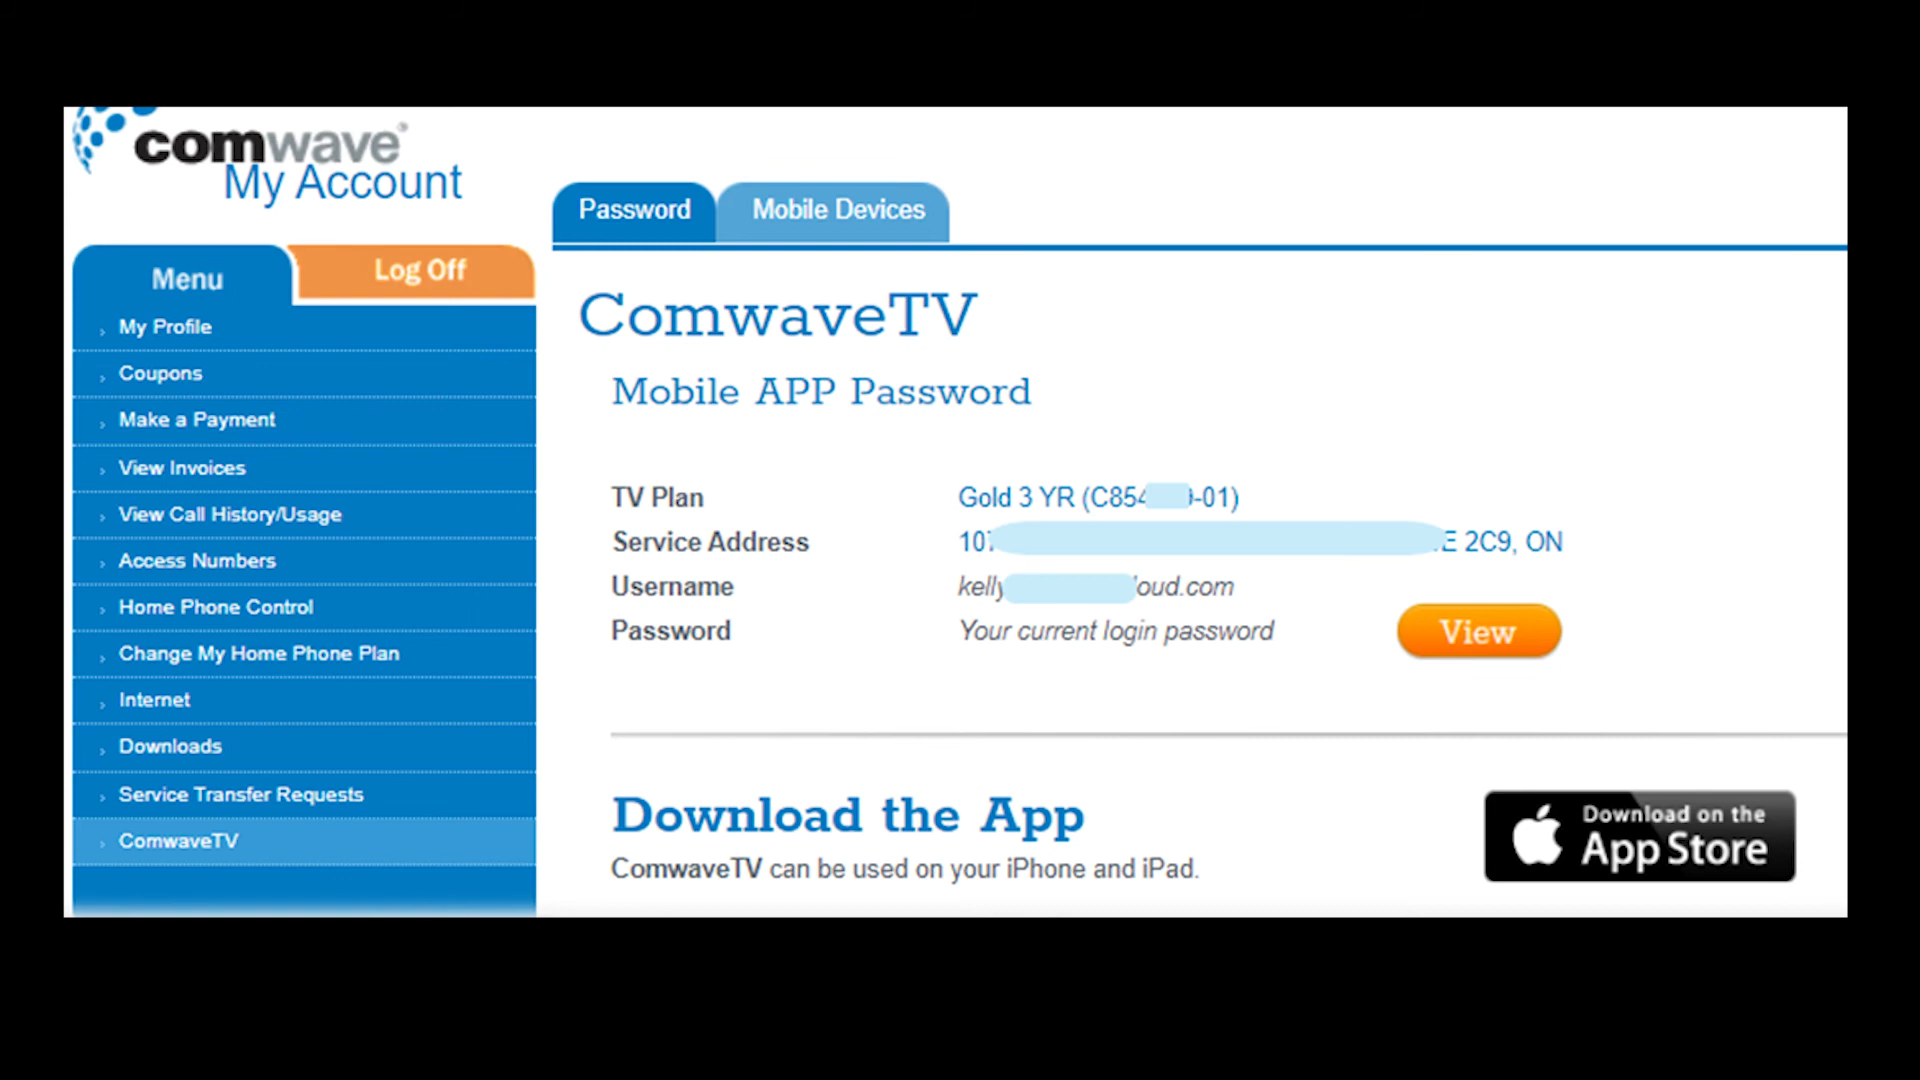 comwave
My Account
Password
Mobile Devices
Menu
Log Off
My Profile
Coupons
Make a Payment
View Invoices
View Call History/Usage
Access Numbers
Home Phone Control
Change My Home Phone Plan
Internet
Downloads
Service Transfer Requests
ComwaveTV
ComwaveTV
Mobile APP Password
TV Plan Gold 3 YR (C854 -01)
Service Address 107 E 2C9, ON
Username kelly oud.com
Password Your current login password View
Download the App
ComwaveTV can be used on your iPhone and iPad.
Download on the
App Store